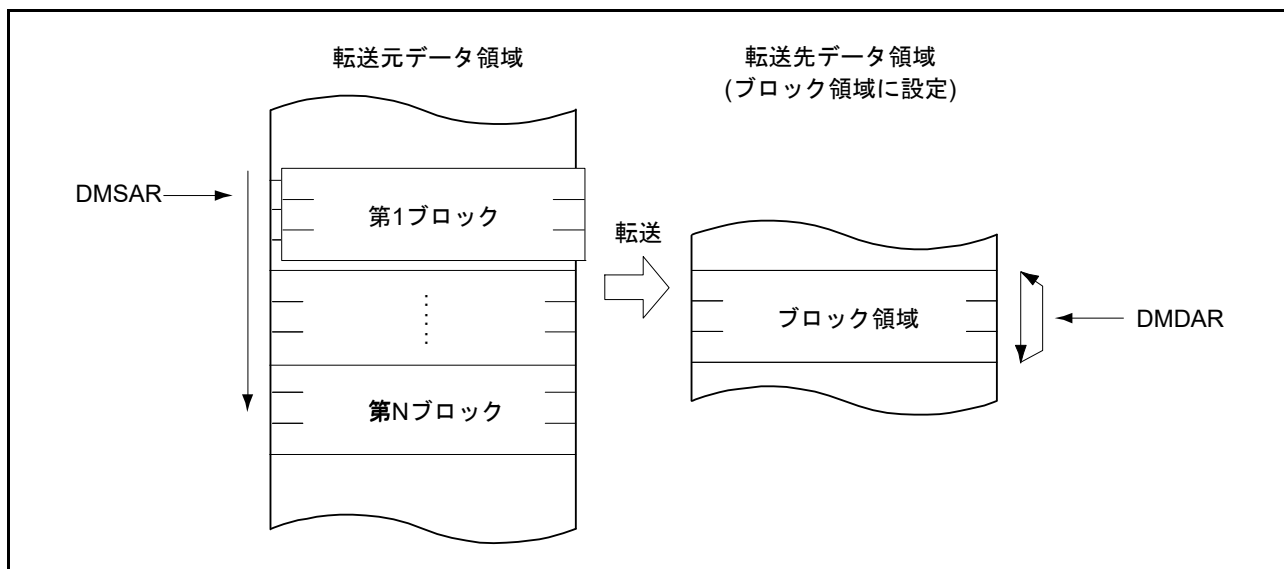 転送元データ領域
転送先データ領域
(ブロック領域に設定)
DMSAR
第1ブロック
転送
ブロック領域
DMDAR
第Nブロック